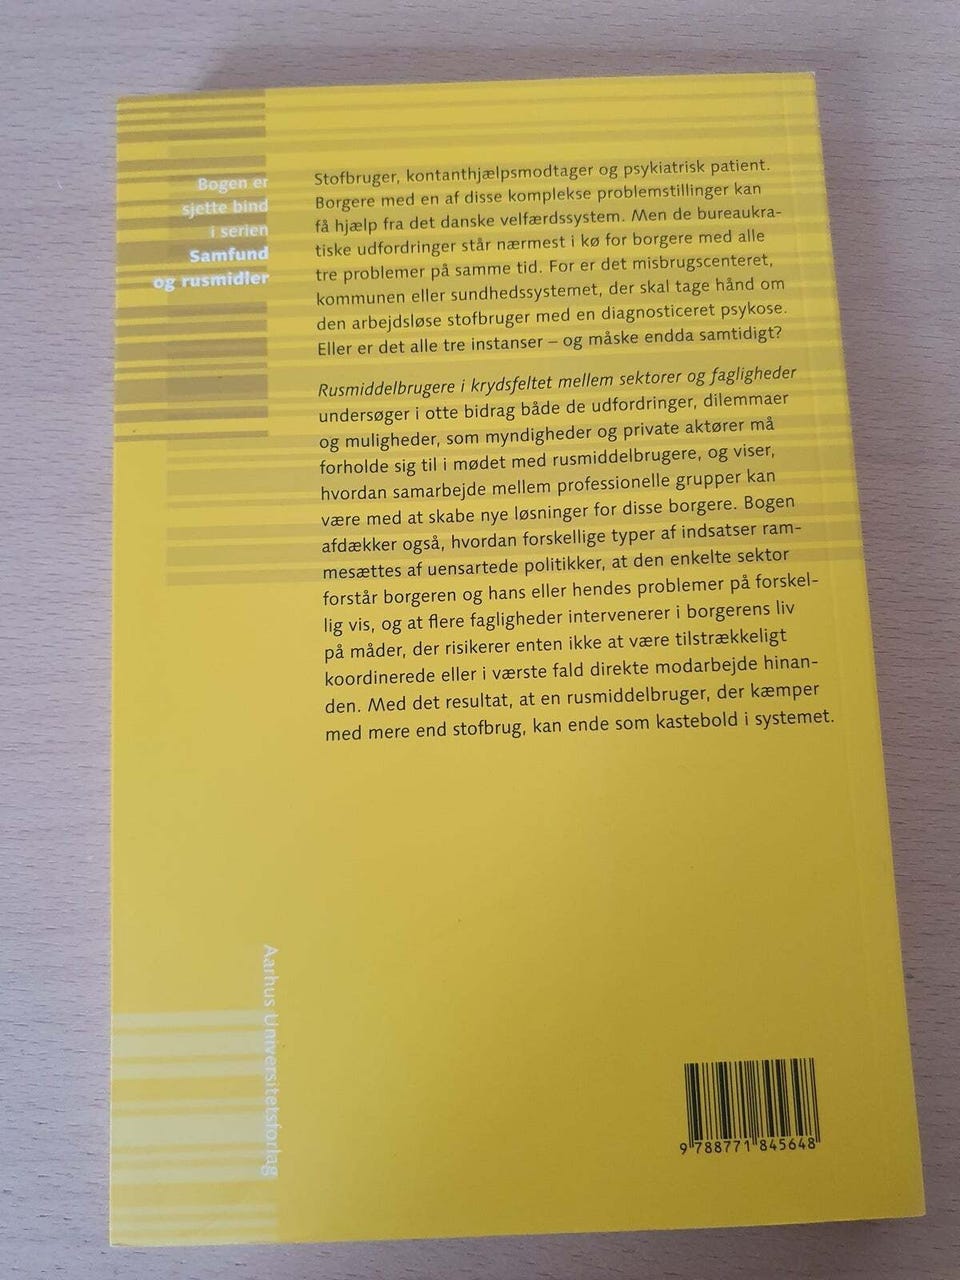 Bogen er
sjette bind
i serien
Samfund
og rusmidler
Stofbruger, kontanthjælpsmodtager og psykiatrisk patient.
Borgere med en af disse komplekse problemstillinger kan
få hjælp fra det danske velfærdssystem. Men de bureaukra-
tiske udfordringer står nærmest i kø for borgere med alle
tre problemer på samme tid. For er det misbrugscenteret,
kommunen eller sundhedssystemet, der skal tage hånd om
den arbejdsløse stofbruger med en diagnosticeret psykose.
Eller er det alle tre instanser – og måske endda samtidigt?
Rusmiddelbrugere i krydsfeltet mellem sektorer og fagligheder
undersøger i otte bidrag både de udfordringer, dilemmaer
og muligheder, som myndigheder og private aktører må
forholde sig til i mødet med rusmiddelbrugere, og viser,
hvordan samarbejde mellem professionelle grupper kan
være med at skabe nye løsninger for disse borgere. Bogen
afdækker også, hvordan forskellige typer af indsatser ram-
mesættes af uensartede politikker, at den enkelte sektor
forstår borgeren og hans eller hendes problemer på forskel-
lig vis, og at flere fagligheder intervenerer i borgerens liv
på måder, der risikerer enten ikke at være tilstrækkeligt
koordinerede eller i værste fald direkte modarbejde hinan-
den. Med det resultat, at en rusmiddelbruger, der kæmper
med mere end stofbrug, kan ende som kastebold i systemet.
Aarhus Universitetsforlag
9 788771 845648